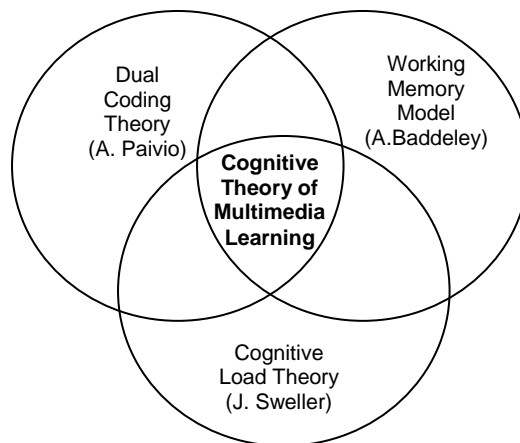 Dual
Coding
Theory
(A. Paivio)
Working
Memory
Model
(A.Baddeley)
Cognitive
Theory of
Multimedia
Learning
Cognitive
Load Theory
(J. Sweller)